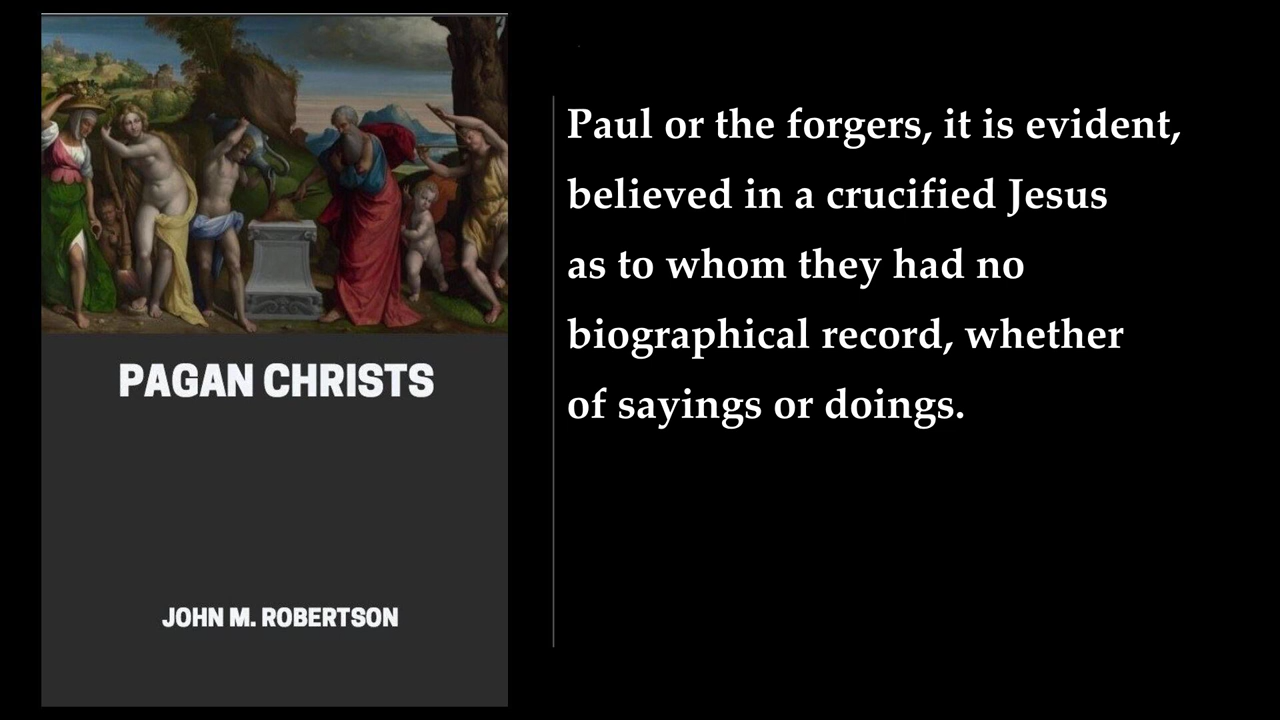 PAGAN CHRISTS
JOHN M. ROBERTSON
Paul or the forgers, it is evident,
believed in a crucified Jesus
as to whom they had no
biographical record, whether
of sayings or doings.